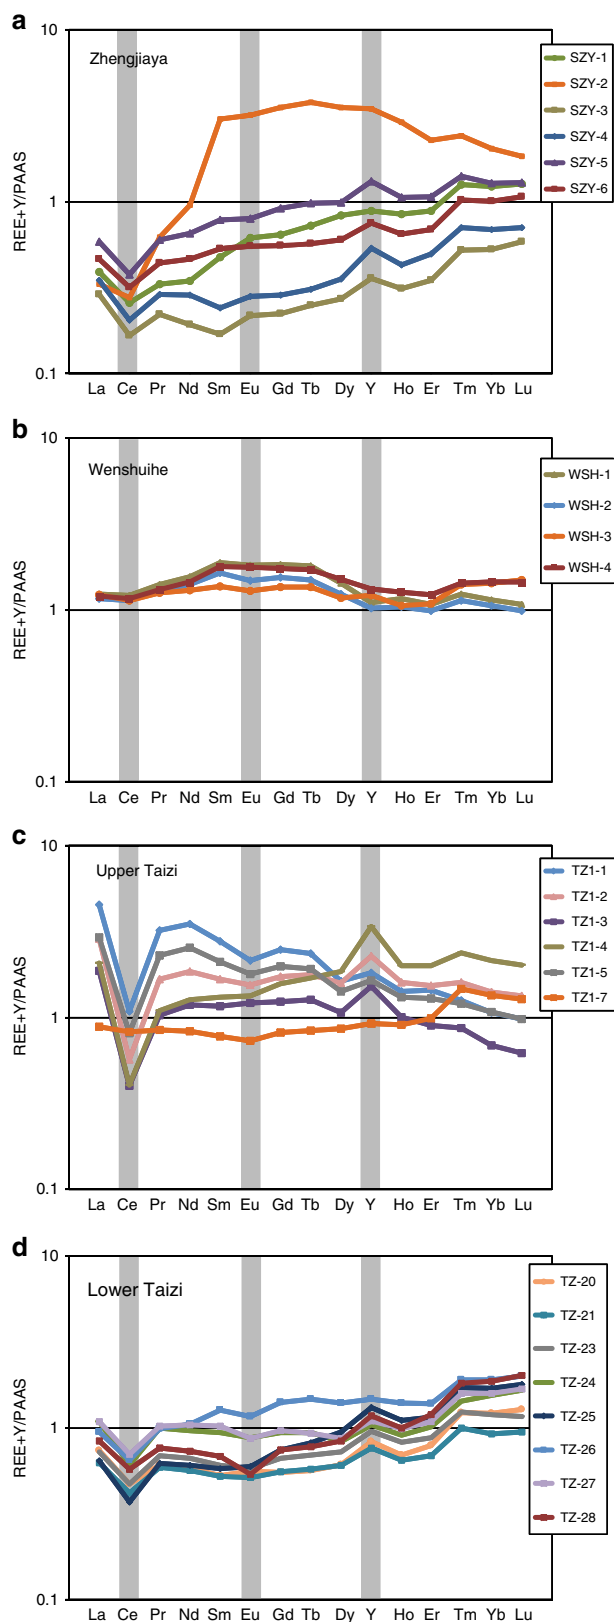 a
10
Zhengjiaya
REE+Y/PAAS
1
0.1
La Ce Pr Nd Sm Eu Gd Tb Dy Y Ho Er Tm Yb Lu
SZY-1
SZY-2
SZY-3
SZY-4
SZY-5
SZY-6
b
10
Wenshuihe
REE+Y/PAAS
1
0.1
La Ce Pr Nd Sm Eu Gd Tb Dy Y Ho Er Tm Yb Lu
WSH-1
WSH-2
WSH-3
WSH-4
c
10
Upper Taizi
REE-Y/PAAS
1
0.1
La Ce Pr Nd Sm Eu Gd Tb Dy Y Ho Er Tm Yb Lu
TZ1-1
TZ1-2
TZ1-3
TZ1-4
TZ1-5
TZ1-7
d
10
Lower Taizi
REE-+Y/PAAS
1
0.1
La Ce Pr Nd Sm Eu Gd Tb Dy Y Ho Er Tm Yb Lu
TZ-20
TZ-21
TZ-23
TZ-24
TZ-25
TZ-26
TZ-27
TZ-28